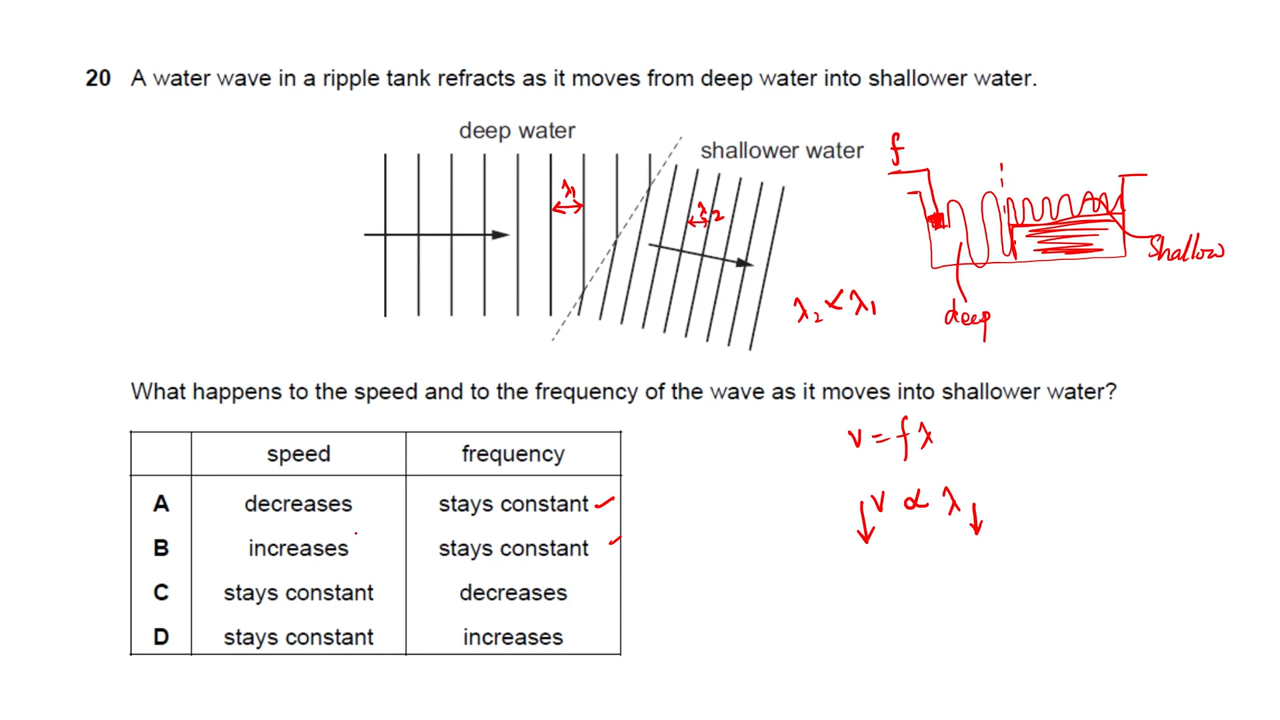 20 A water wave in a ripple tank refracts as it moves from deep water into shallower water.
deep water
shallower water
λ1
λ2
f
Shallow
deep
λ2 < λ1
What happens to the speed and to the frequency of the wave as it moves into shallower water?
speed frequency
A decreases stays constant ✓
B increases stays constant ✓
C stays constant decreases
D stays constant increases
v = fλ
↓v ∝ λ↓